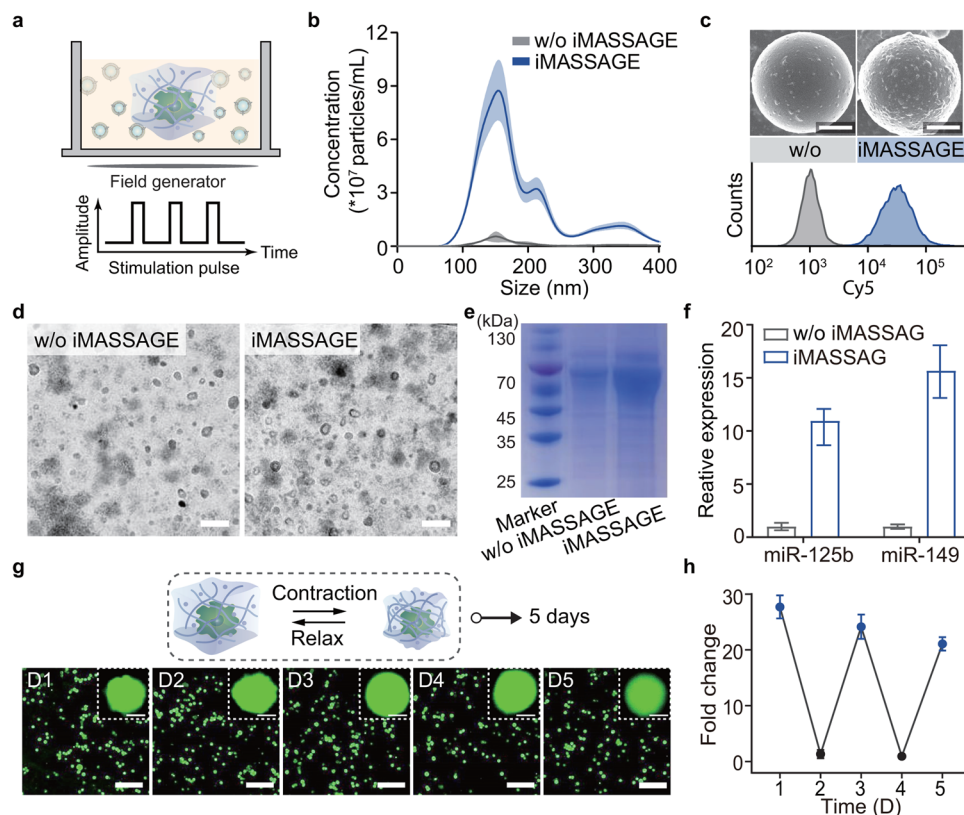 a
Field generator
Amplitude
Time
Stimulation pulse
b
w/o iMASSAGE
iMASSAGE
Concentration
(*10⁷ particles/mL)
12
9
6
3
0
0 100 200 300 400
Size (nm)
c
w/o iMASSAGE
Counts
10² 10³ 10⁴ 10⁵
Cy5
d
w/o iMASSAGE
iMASSAGE
e
(kDa)
130
70
45
35
25
Marker
w/o iMASSAGE
iMASSAGE
f
w/o iMASSAG
iMASSAG
Reative expression
20
15
10
5
0
miR-125b miR-149
g
Contraction
Relax
5 days
D1 D2 D3 D4 D5
h
Fold change
30
20
10
0
1 2 3 4 5
Time (D)